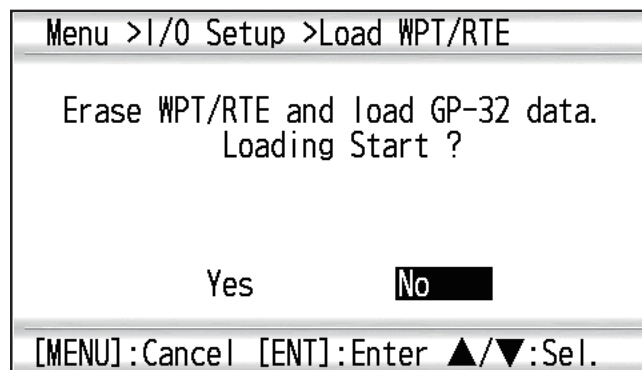 Menu >I/O Setup >Load WPT/RTE
Erase WPT/RTE and load GP-32 data.
Loading Start ?
Yes No
[MENU]:Cancel [ENT]:Enter ▲/▼:Sel.